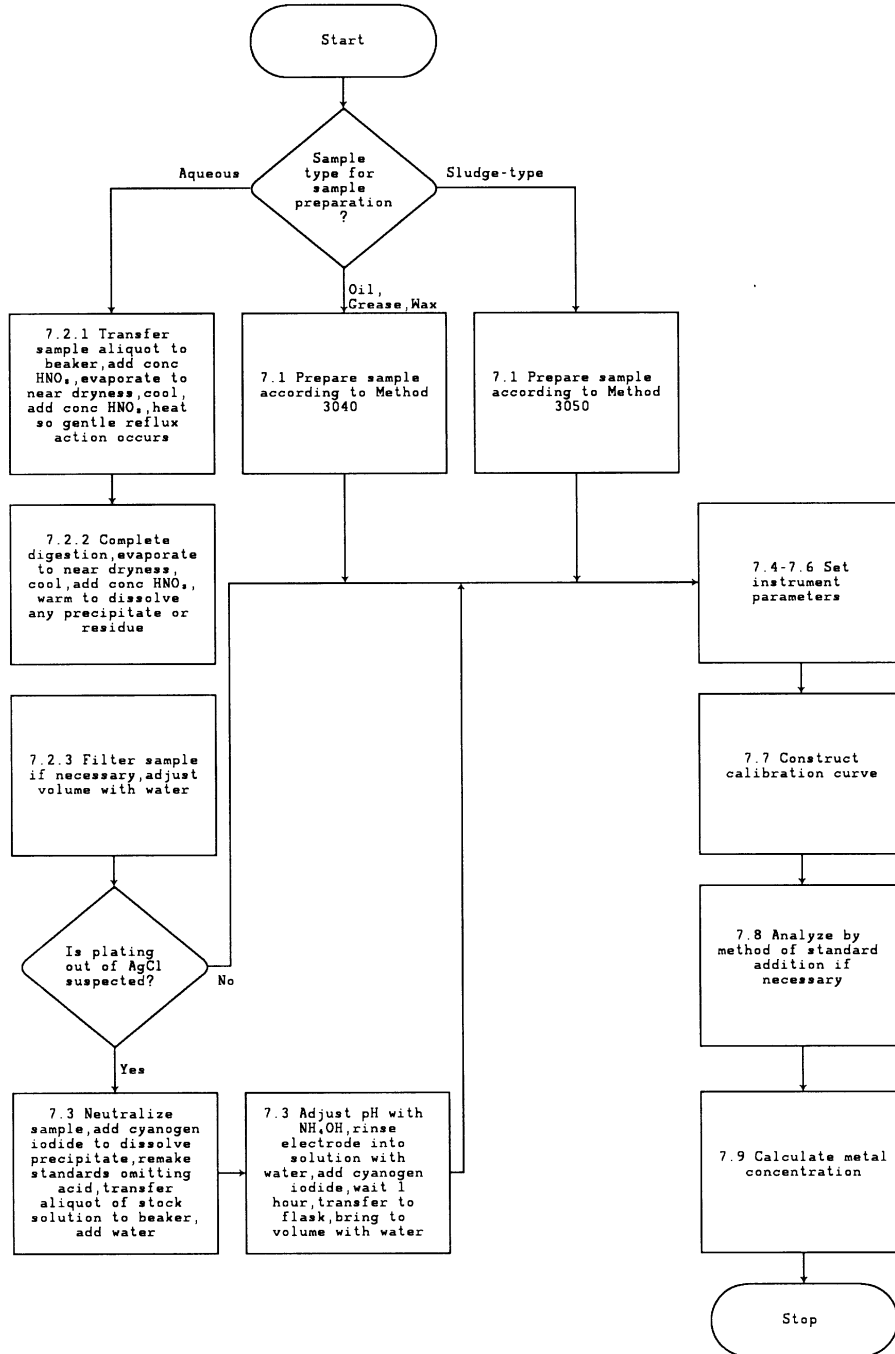 Start
Sample
type for
sample
preparation
?
Aqueous
Sludge-type
Oil,
Grease,Wax
7.2.1 Transfer
sample aliquot to
beaker,add conc
HNO₃,evaporate to
near dryness,cool,
add conc HNO₃,heat
so gentle reflux
action occurs
7.1 Prepare sample
according to Method
3040
7.1 Prepare sample
according to Method
3050
7.2.2 Complete
digestion,evaporate
to near dryness,
cool,add conc HNO₃,
warm to dissolve
any precipitate or
residue
7.4-7.6 Set
instrument
parameters
7.2.3 Filter sample
if necessary,adjust
volume with water
7.7 Construct
calibration curve
Is plating
out of AgCl
suspected?
No
Yes
7.8 Analyze by
method of standard
addition if
necessary
7.3 Neutralize
sample,add cyanogen
iodide to dissolve
precipitate,remake
standards omitting
acid,transfer
aliquot of stock
solution to beaker,
add water
7.3 Adjust pH with
NH₄OH,rinse
electrode into
solution with
water,add cyanogen
iodide,wait 1
hour,transfer to
flask,bring to
volume with water
7.9 Calculate metal
concentration
Stop